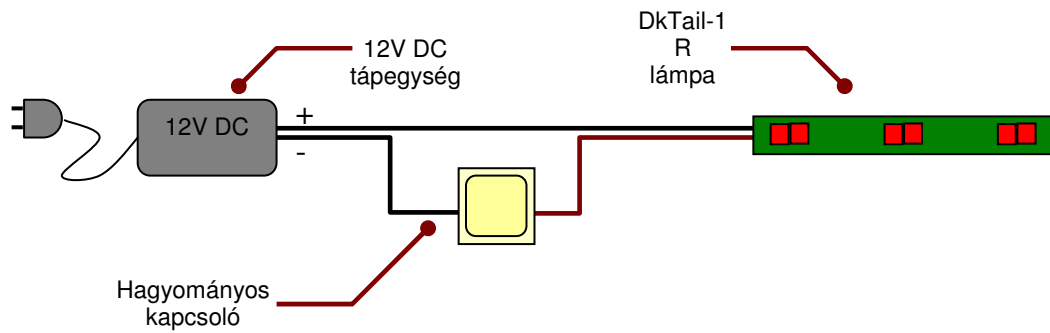 12V DC
tápegység
DkTail-1
R
lámpa
12V DC
+
-
Hagyományos
kapcsoló